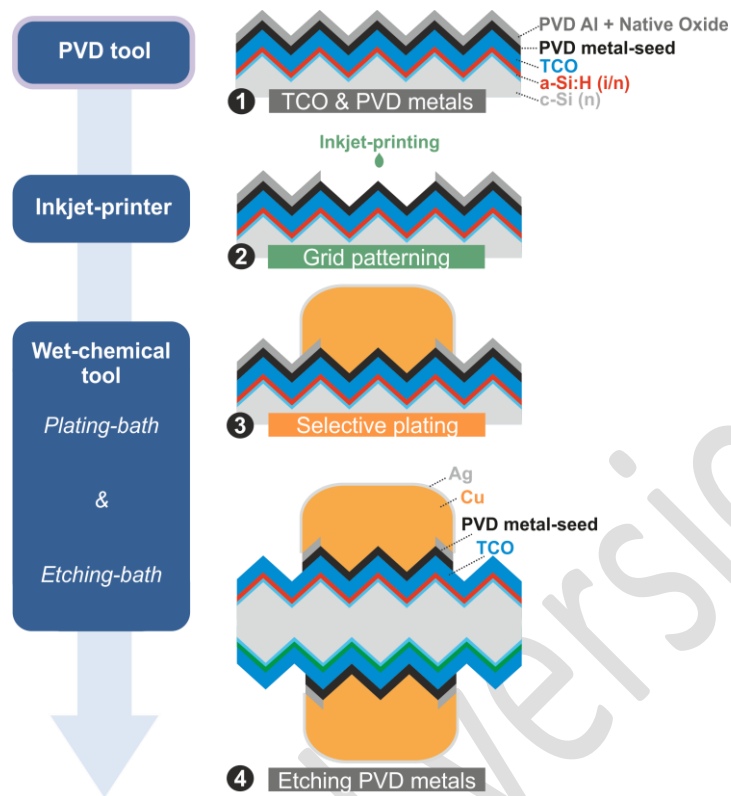 PVD tool
PVD Al + Native Oxide
PVD metal-seed
TCO
a-Si:H (i/n)
c-Si (n)
1 TCO & PVD metals
Inkjet-printer
Inkjet-printing
2 Grid patterning
Wet-chemical
tool
Plating-bath
&
Etching-bath
3 Selective plating
Ag
Cu
PVD metal-seed
TCO
4 Etching PVD metals